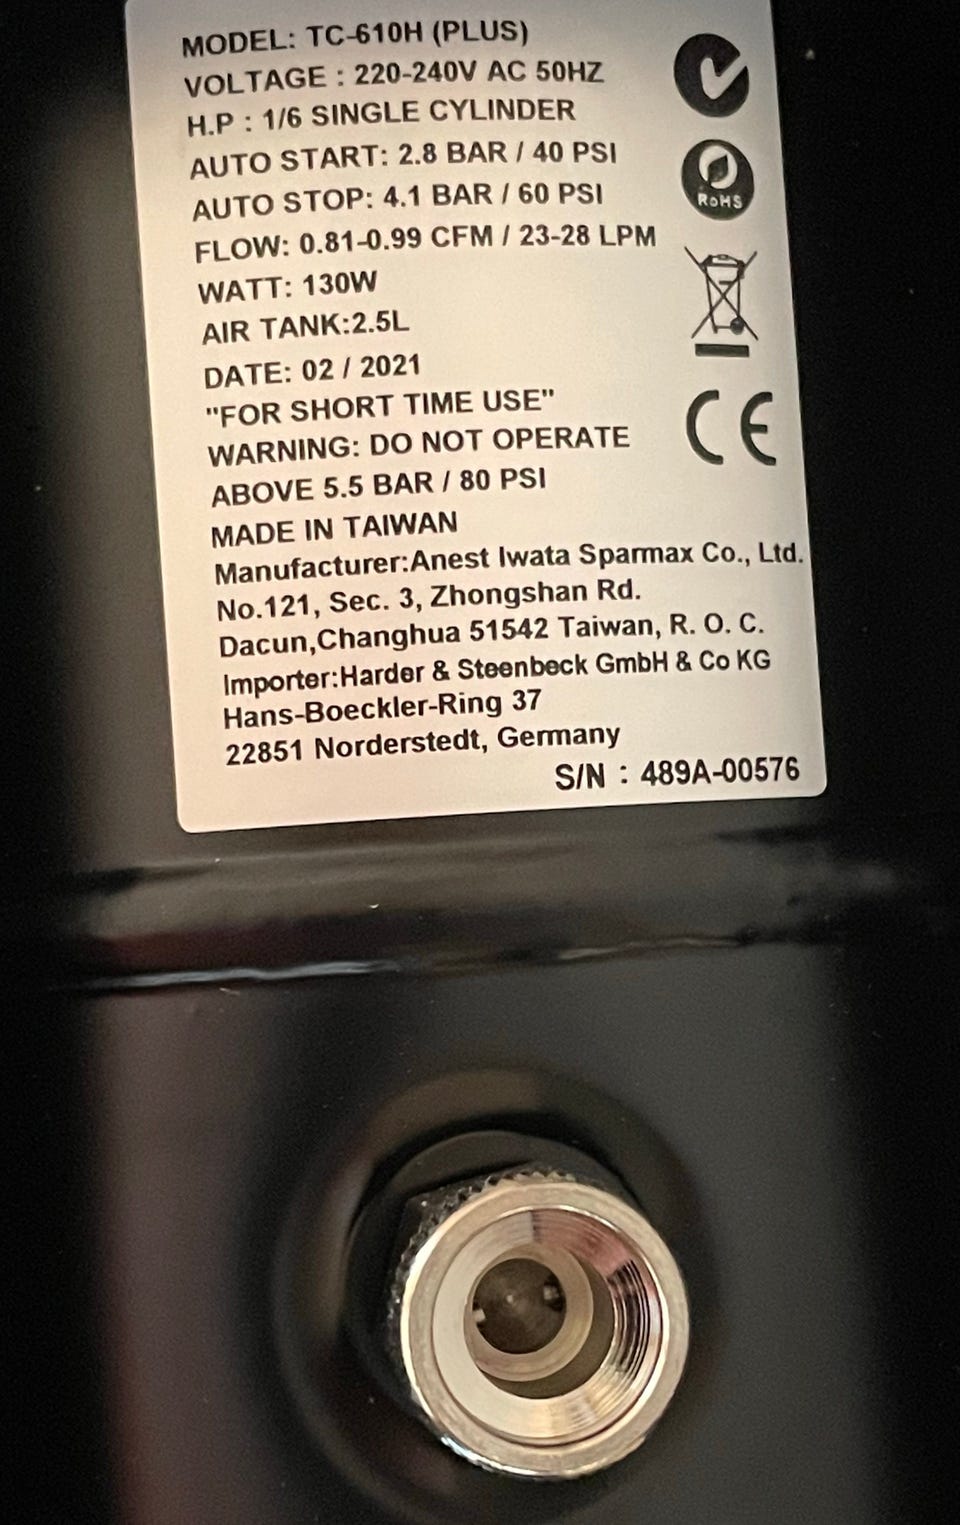 MODEL: TC-610H (PLUS)
VOLTAGE : 220-240V AC 50HZ
H.P : 1/6 SINGLE CYLINDER
AUTO START: 2.8 BAR / 40 PSI
AUTO STOP: 4.1 BAR / 60 PSI
FLOW: 0.81-0.99 CFM / 23-28 LPM
WATT: 130W
AIR TANK:2.5L
DATE: 02 / 2021
"FOR SHORT TIME USE"
WARNING: DO NOT OPERATE
ABOVE 5.5 BAR / 80 PSI
MADE IN TAIWAN
Manufacturer:Anest Iwata Sparmax Co., Ltd.
No.121, Sec. 3, Zhongshan Rd.
Dacun,Changhua 51542 Taiwan, R. O. C.
Importer:Harder & Steenbeck GmbH & Co KG
Hans-Boeckler-Ring 37
22851 Norderstedt, Germany
S/N : 489A-00576
RoHS
CE